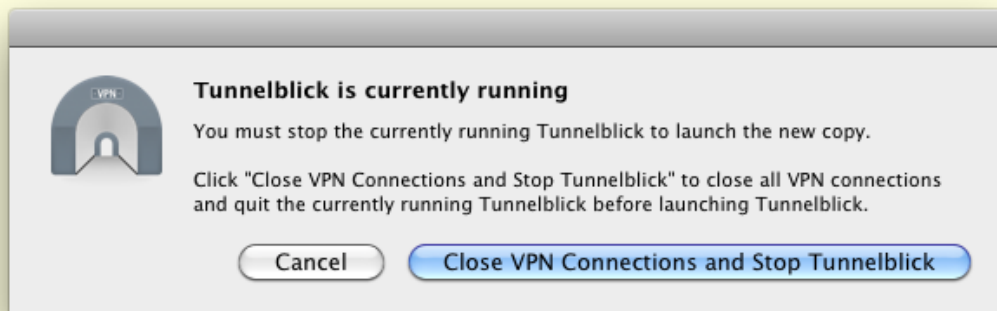 VPN
Tunnelblick is currently running
You must stop the currently running Tunnelblick to launch the new copy.
Click "Close VPN Connections and Stop Tunnelblick" to close all VPN connections
and quit the currently running Tunnelblick before launching Tunnelblick.
Cancel
Close VPN Connections and Stop Tunnelblick